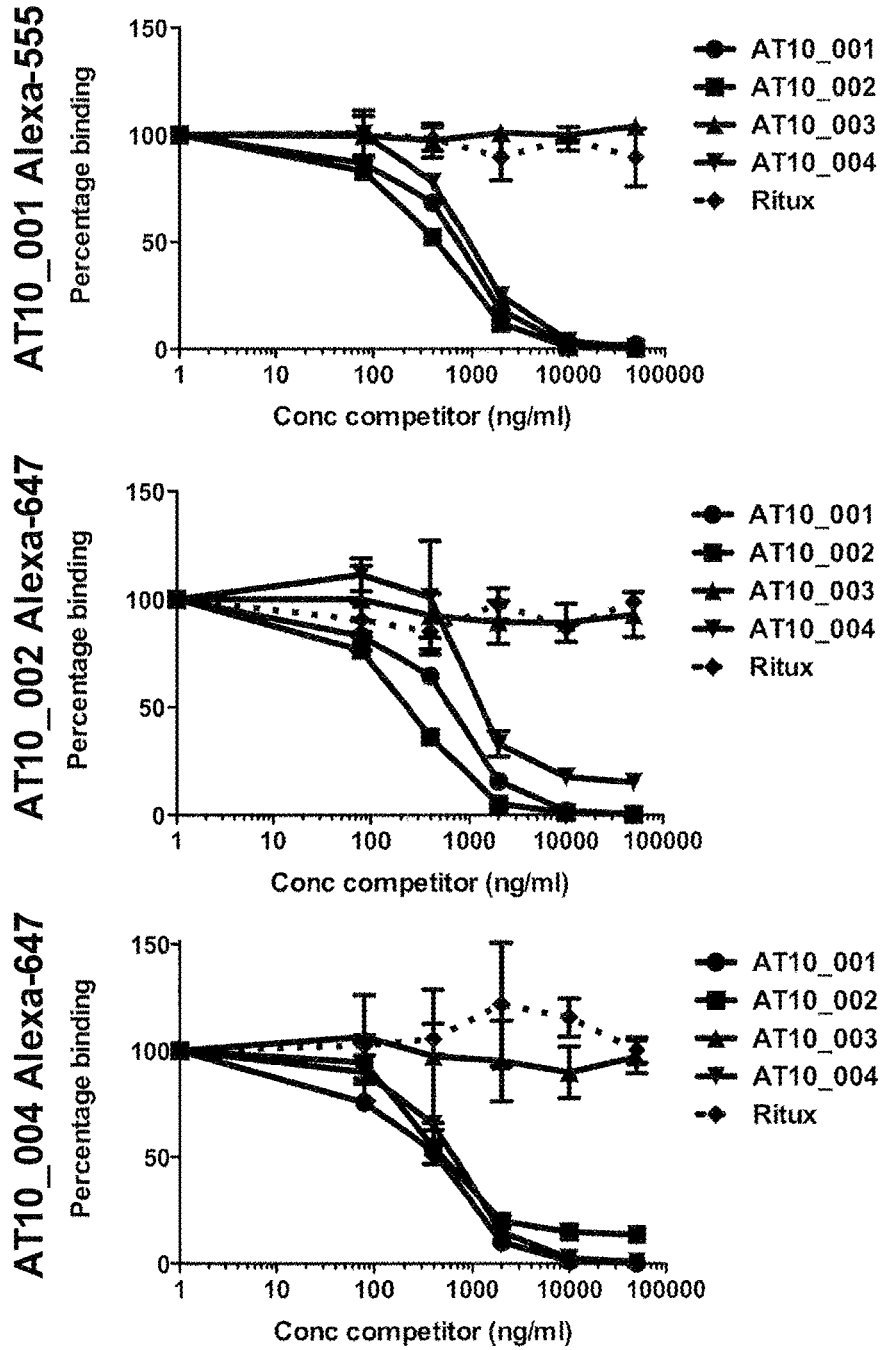 AT10_001 Alexa-555
Percentage binding
150
100
50
0
1 10 100 1000 10000 100000
Conc competitor (ng/ml)
AT10_001
AT10_002
AT10_003
AT10_004
Ritux
AT10_002 Alexa-647
Percentage binding
150
100
50
0
1 10 100 1000 10000 100000
Conc competitor (ng/ml)
AT10_001
AT10_002
AT10_003
AT10_004
Ritux
AT10_004 Alexa-647
Percentage binding
150
100
50
0
1 10 100 1000 10000 100000
Conc competitor (ng/ml)
AT10_001
AT10_002
AT10_003
AT10_004
Ritux